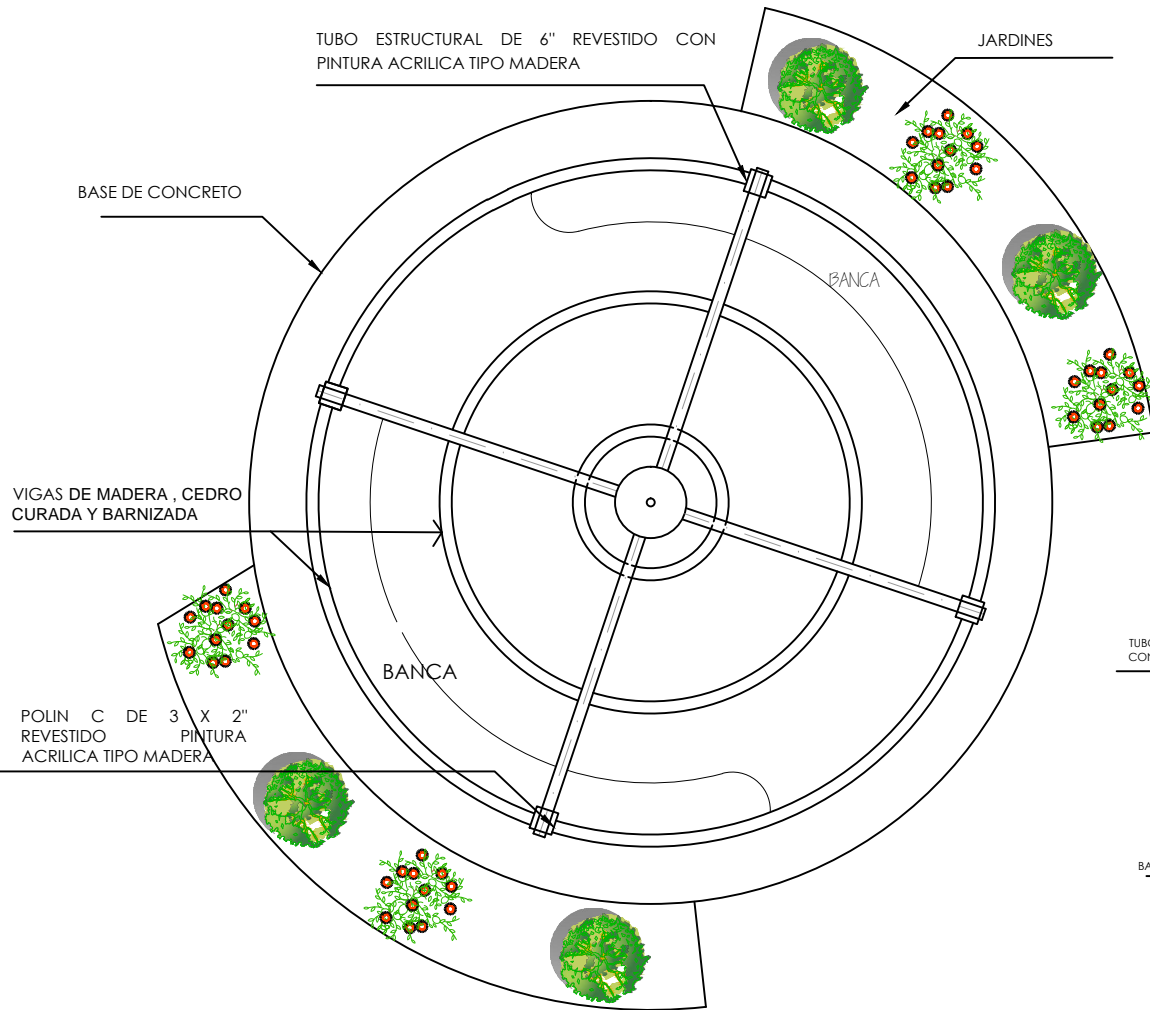 TUBO ESTRUCTURAL DE 6" REVESTIDO CON
PINTURA ACRILICA TIPO MADERA
JARDINES
BASE DE CONCRETO
BANCA
VIGAS DE MADERA , CEDRO
CURADA Y BARNIZADA
BANCA
POLIN C DE 3 X 2"
REVESTIDO PINTURA
ACRILICA TIPO MADERA